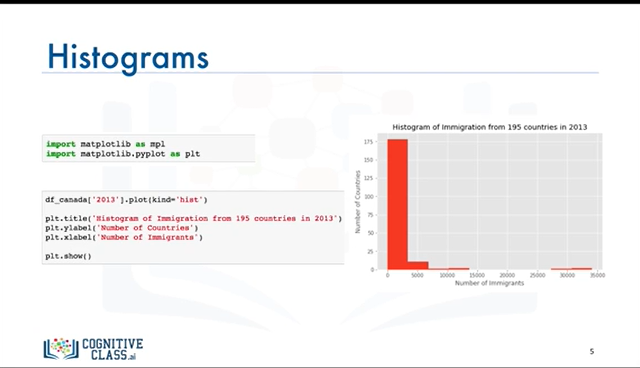 Histograms
import matplotlib as mpl
import matplotlib.pyplot as plt
df_canada['2013'].plot(kind='hist')
plt.title('Histogram of Immigration from 195 countries in 2013')
plt.ylabel('Number of Countries')
plt.xlabel('Number of Immigrants')
plt.show()
Histogram of Immigration from 195 countries in 2013
Number of Countries
175
150
125
100
75
50
25
0
0 5000 10000 15000 20000 25000 30000 35000
Number of Immigrants
COGNITIVE
CLASS.ai
5